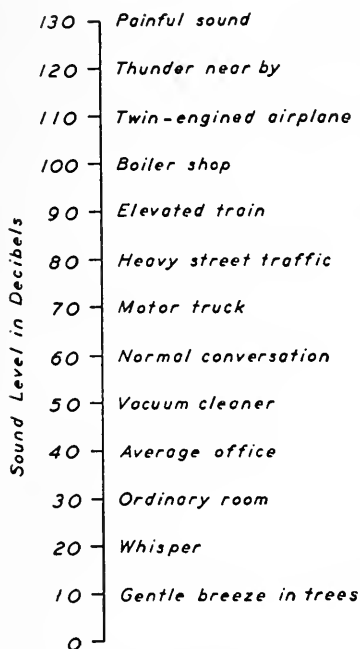 130 Painful sound
120 Thunder near by
110 Twin-engined airplane
100 Boiler shop
90 Elevated train
80 Heavy street traffic
70 Motor truck
60 Normal conversation
50 Vacuum cleaner
40 Average office
30 Ordinary room
20 Whisper
10 Gentle breeze in trees
0
Sound Level in Decibels